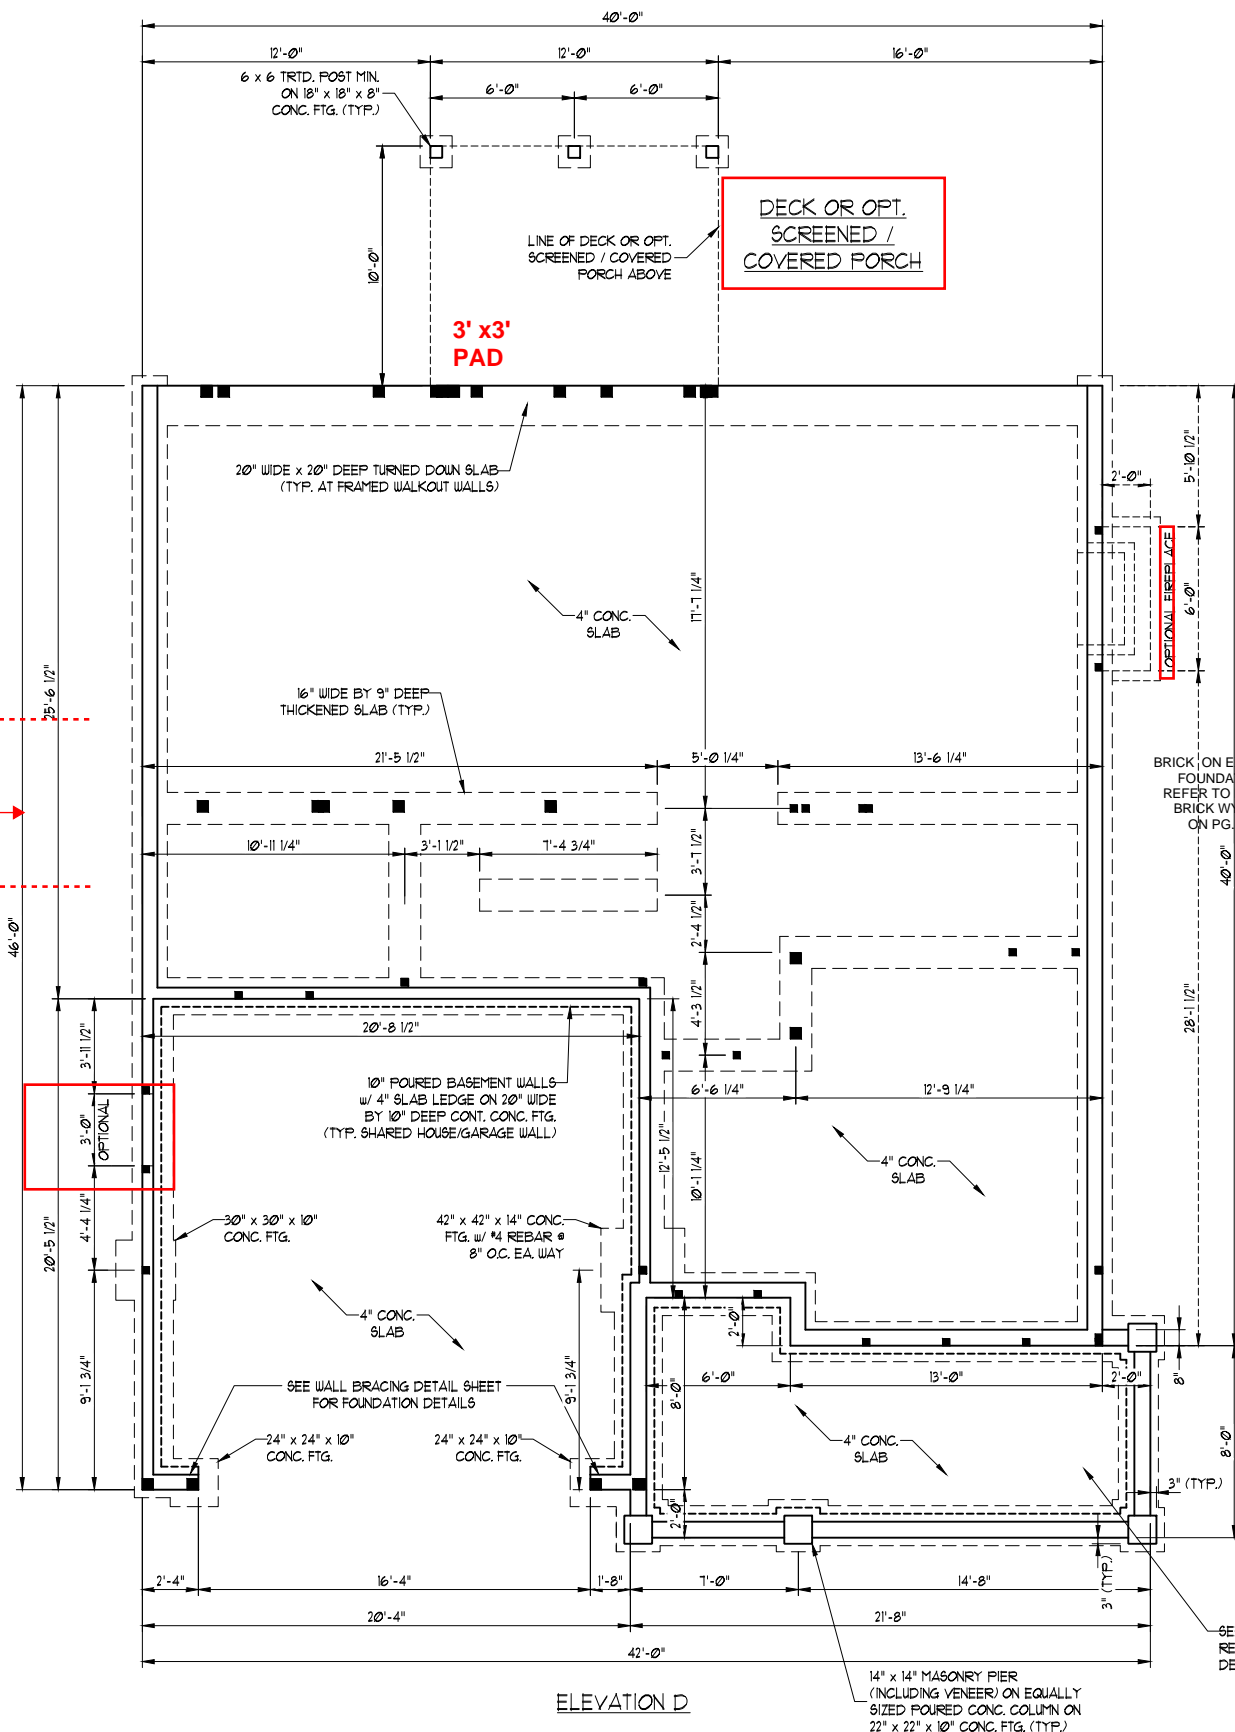 40'-0"
12'-0"
12'-0"
16'-0"
6 x 6 TRTD. POST MIN.
ON 18" x 18" x 8"
CONC. FTG. (TYP.)
6'-0"
6'-0"
10'-0"
DECK OR OPT.
SCREENED /
COVERED PORCH
LINE OF DECK OR OPT.
SCREENED / COVERED
PORCH ABOVE
3' x3'
PAD
20" WIDE x 20" DEEP TURNED DOWN SLAB
(TYP. AT FRAMED WALKOUT WALLS)
5'-10 1/2"
2'-0"
OPTIONAL FIREPLACE
6'-0"
17'-7 1/4"
4" CONC.
SLAB
25'-6 1/2"
16" WIDE BY 9" DEEP
THICKENED SLAB (TYP.)
21'-5 1/2"
5'-0 1/4"
13'-6 1/4"
BRICK ON E
FOUNDA
REFER TO
BRICK WY
ON PG.
10'-11 1/4"
3'-1 1/2"
7'-4 3/4"
3'-7 1/2"
40'-0"
46'-0"
2'-4 1/2"
4'-3 1/2"
28'-1 1/2"
20'-8 1/2"
3'-11 1/2"
10" POURED BASEMENT WALLS
w/ 4" SLAB LEDGE ON 20" WIDE
BY 10" DEEP CONT. CONC. FTG.
(TYP. SHARED HOUSE/GARAGE WALL)
6'-6 1/4"
12'-9 1/4"
3'-0"
OPTIONAL
12'-5 1/2"
10'-1 1/4"
4" CONC.
SLAB
4'-4 1/4"
20'-5 1/2"
30" x 30" x 10"
CONC. FTG.
42" x 42" x 14" CONC.
FTG. w/ #4 REBAR @
8" O.C. EA. WAY
4" CONC.
SLAB
2'-0"
8"
9'-1 3/4"
9'-1 3/4"
SEE WALL BRACING DETAIL SHEET
FOR FOUNDATION DETAILS
8'-0"
6'-0"
13'-0"
2'-0"
24" x 24" x 10"
CONC. FTG.
24" x 24" x 10"
CONC. FTG.
4" CONC.
SLAB
8'-0"
3" (TYP.)
2'-0"
3" (TYP.)
2'-4"
16'-4"
1'-8"
7'-0"
14'-8"
20'-4"
21'-8"
42'-0"
SE
RE
DE
14" x 14" MASONRY PIER
(INCLUDING VENEER) ON EQUALLY
SIZED POURED CONC. COLUMN ON
22" x 22" x 10" CONC. FTG. (TYP.)
ELEVATION D